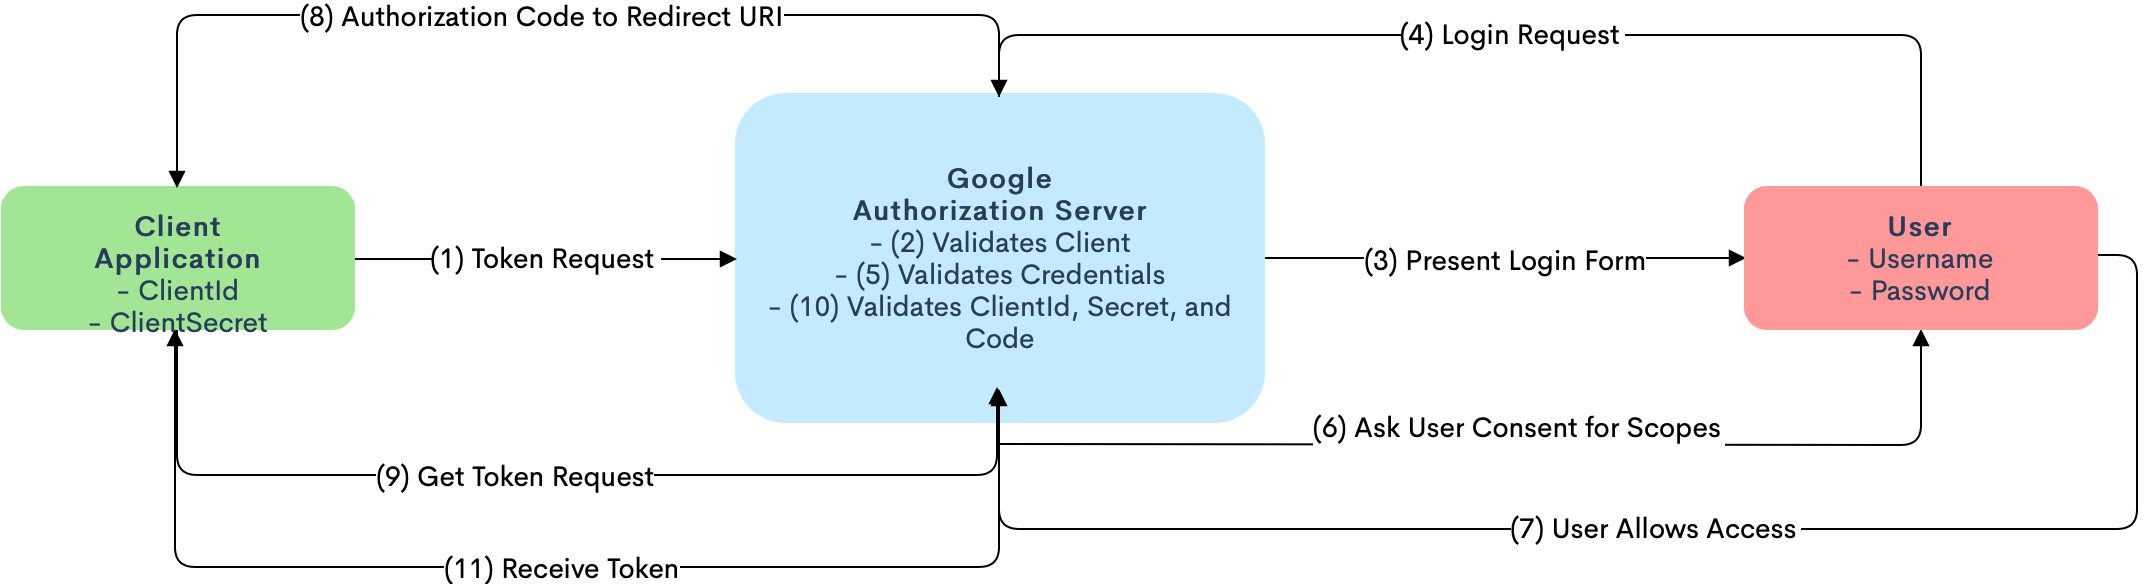 (8) Authorization Code to Redirect URI
(4) Login Request
Client
Application
- ClientId
- ClientSecret
(1) Token Request
Google
Authorization Server
- (2) Validates Client
- (5) Validates Credentials
- (10) Validates ClientId, Secret, and
Code
(3) Present Login Form
User
- Username
- Password
(6) Ask User Consent for Scopes
(9) Get Token Request
(7) User Allows Access
(11) Receive Token